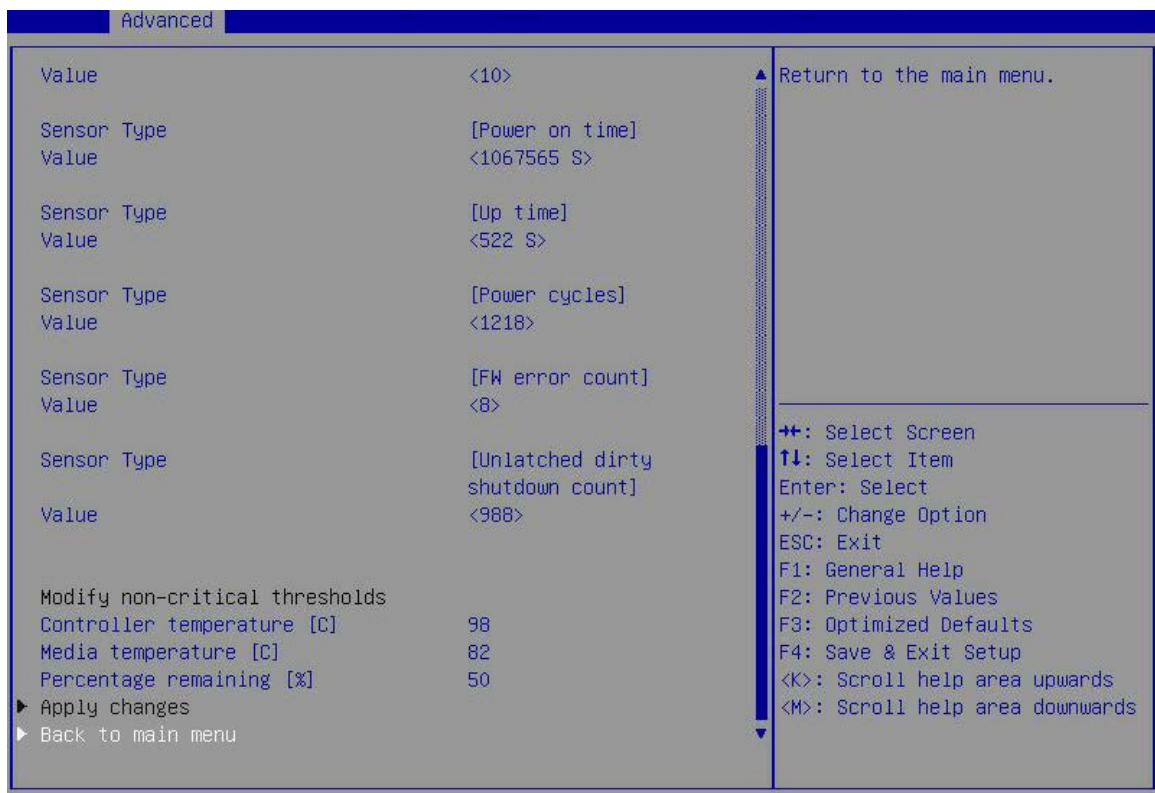 Advanced
Value <10>
Sensor Type [Power on time]
Value <1067565 S>
Sensor Type [Up time]
Value <522 S>
Sensor Type [Power cycles]
Value <1218>
Sensor Type [FW error count]
Value <8>
Sensor Type [Unlatched dirty
shutdown count]
Value <988>
Modify non-critical thresholds
Controller temperature [C] 98
Media temperature [C] 82
Percentage remaining [%] 50
Apply changes
Back to main menu
Return to the main menu.
→←: Select Screen
↑↓: Select Item
Enter: Select
+/-: Change Option
ESC: Exit
F1: General Help
F2: Previous Values
F3: Optimized Defaults
F4: Save & Exit Setup
<K>: Scroll help area upwards
<M>: Scroll help area downwards